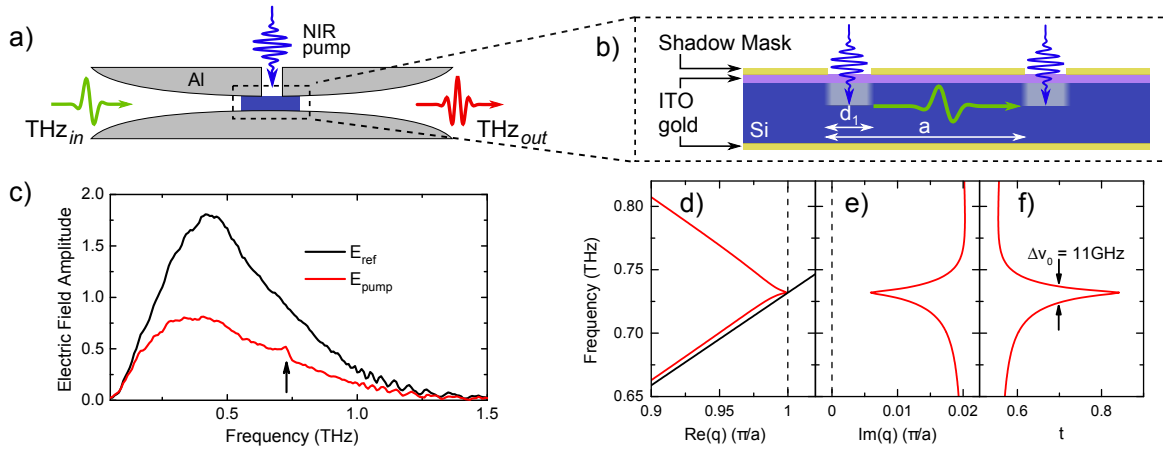 a)
NIR
pump
Al
THz_in
THz_out
b)
Shadow Mask
ITO
gold
Si
d₁
a
c)
Electric Field Amplitude
2.0
1.5
1.0
0.5
0.0
E_ref
E_pump
0.5 1.0 1.5
Frequency (THz)
d) e) f)
Frequency (THz)
0.80
0.75
0.70
0.65
Δν₀ = 11GHz
0.9 0.95 1 0 0.01 0.02 0.6 0.8
Re(q) (π/a) Im(q) (π/a) t